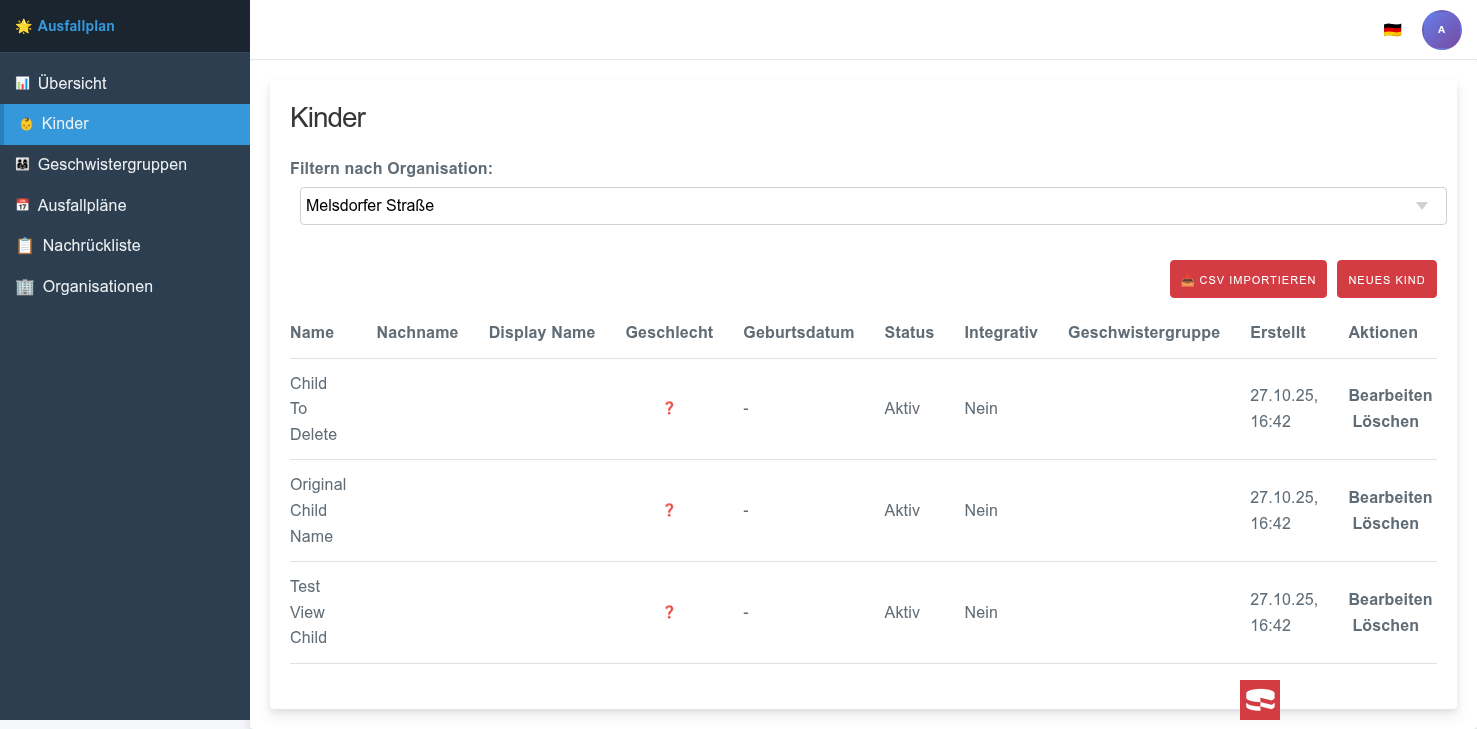 Ausfallplan
A
Übersicht
Kinder
Geschwistergruppen
Ausfallpläne
Nachrückliste
Organisationen
Kinder
Filtern nach Organisation:
Melsdorfer Straße
CSV IMPORTIEREN NEUES KIND
Name Nachname Display Name Geschlecht Geburtsdatum Status Integrativ Geschwistergruppe Erstellt Aktionen
Child
To
Delete
❓ - Aktiv Nein
27.10.25,
16:42
Bearbeiten
Löschen
Original
Child
Name
❓ - Aktiv Nein
27.10.25,
16:42
Bearbeiten
Löschen
Test
View
Child
❓ - Aktiv Nein
27.10.25,
16:42
Bearbeiten
Löschen